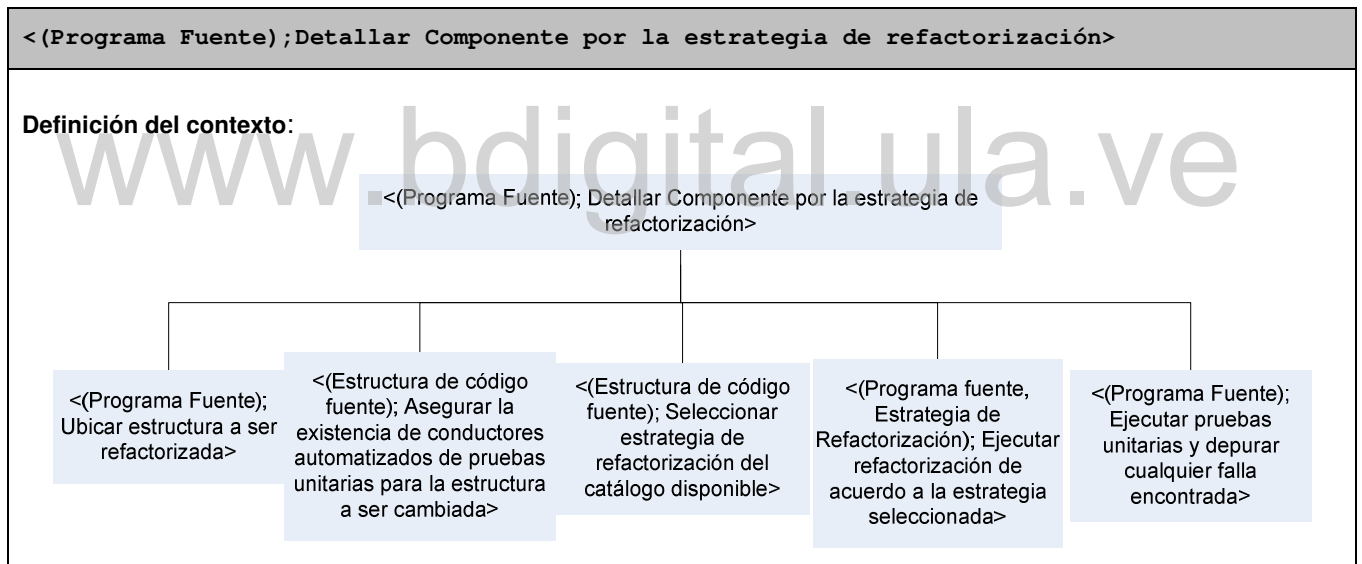 <(Programa Fuente);Detallar Componente por la estrategia de refactorización>
Definición del contexto:
www.bdigital.ula.ve
<(Programa Fuente); Detallar Componente por la estrategia de
refactorización>
<(Programa Fuente);
Ubicar estructura a ser
refactorizada>
<(Estructura de código
fuente); Asegurar la
existencia de conductores
automatizados de pruebas
unitarias para la estructura
a ser cambiada>
<(Estructura de código
fuente); Seleccionar
estrategia de
refactorización del
catálogo disponible>
<(Programa fuente,
Estrategia de
Refactorización); Ejecutar
refactorización de
acuerdo a la estrategia
seleccionada>
<(Programa Fuente);
Ejecutar pruebas
unitarias y depurar
cualquier falla
encontrada>